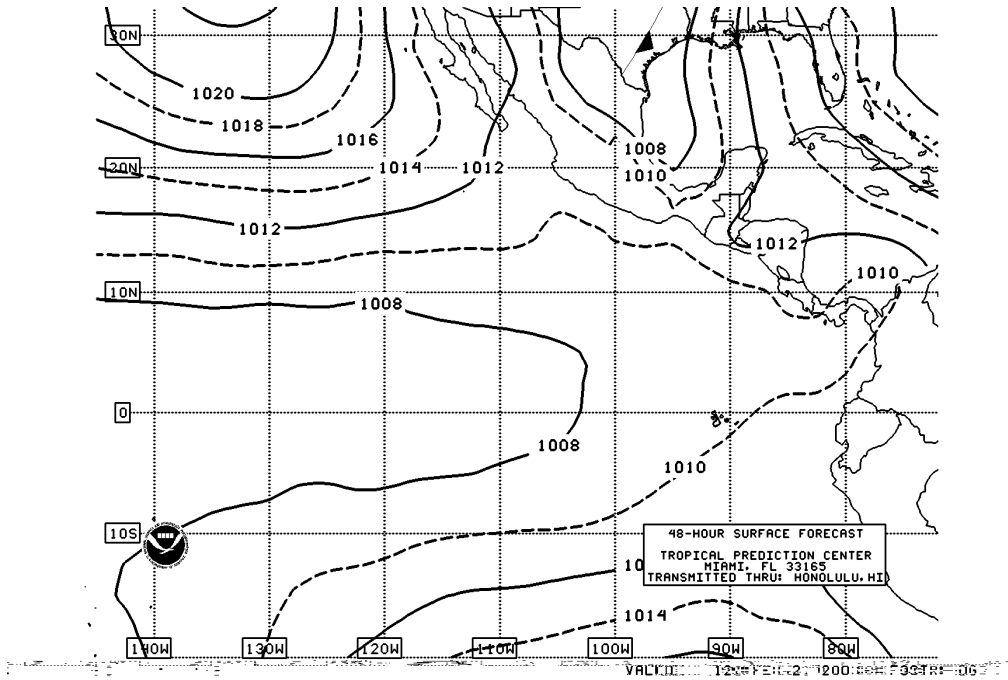 30N
1020
1018
1016
1008
1014
1012
20N
1010
1012
1012
1010
10N
1008
0
1008
1010
10S
48-HOUR SURFACE FORECAST
TROPICAL PREDICTION CENTER
MIAMI, FL 33165
TRANSMITTED THRU: HONOLULU,HI
10
1014
140W 130W 120W 110W 100W 90W 80W
VALID